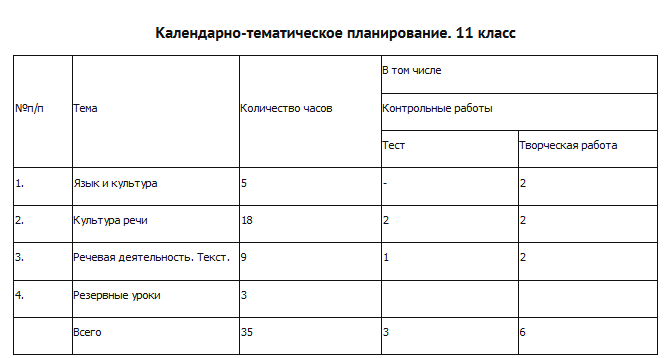 Календарно-тематическое планирование. 11 класс
№п/п Тема Количество часов В том числе
Контрольные работы
Тест Творческая работа
1. Язык и культура 5 - 2
2. Культура речи 18 2 2
3. Речевая деятельность. Текст. 9 1 2
4. Резервные уроки 3
Всего 35 3 6